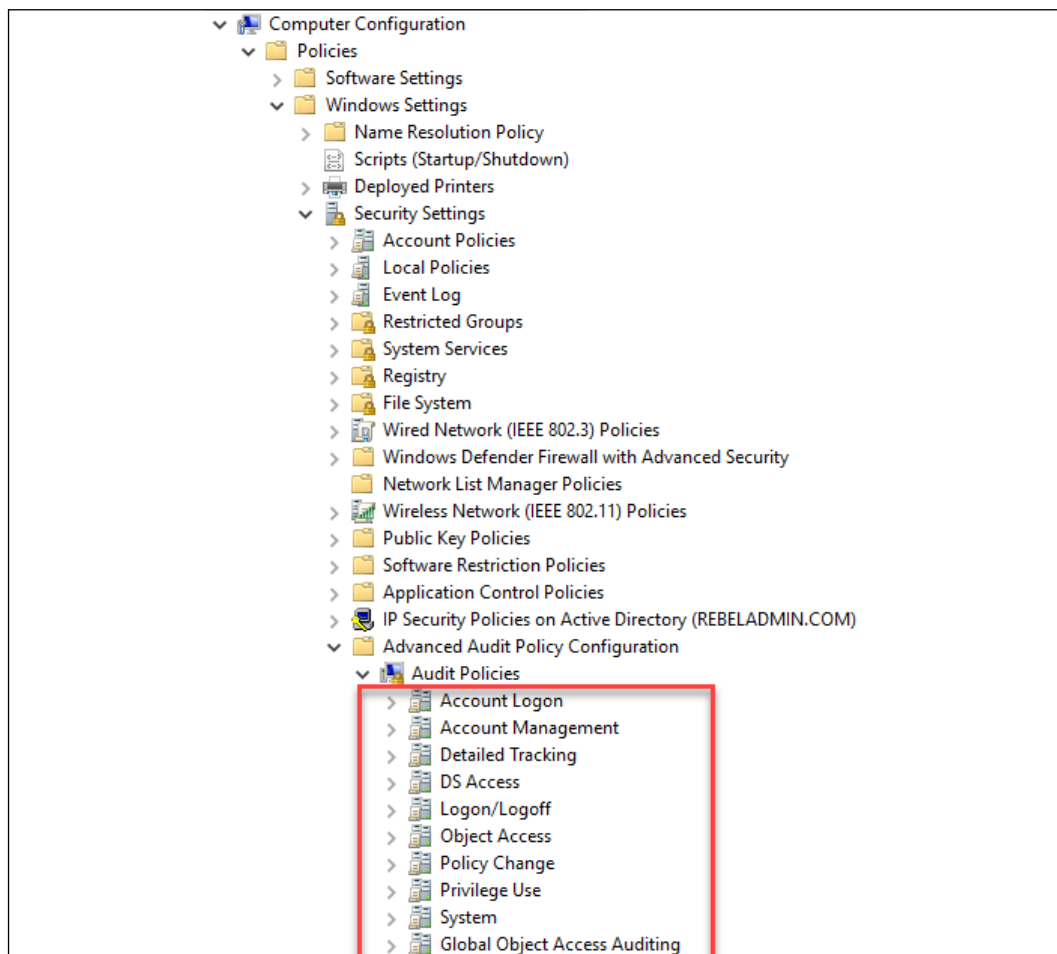 Computer Configuration
Policies
Software Settings
Windows Settings
Name Resolution Policy
Scripts (Startup/Shutdown)
Deployed Printers
Security Settings
Account Policies
Local Policies
Event Log
Restricted Groups
System Services
Registry
File System
Wired Network (IEEE 802.3) Policies
Windows Defender Firewall with Advanced Security
Network List Manager Policies
Wireless Network (IEEE 802.11) Policies
Public Key Policies
Software Restriction Policies
Application Control Policies
IP Security Policies on Active Directory (REBELADMIN.COM)
Advanced Audit Policy Configuration
Audit Policies
Account Logon
Account Management
Detailed Tracking
DS Access
Logon/Logoff
Object Access
Policy Change
Privilege Use
System
Global Object Access Auditing